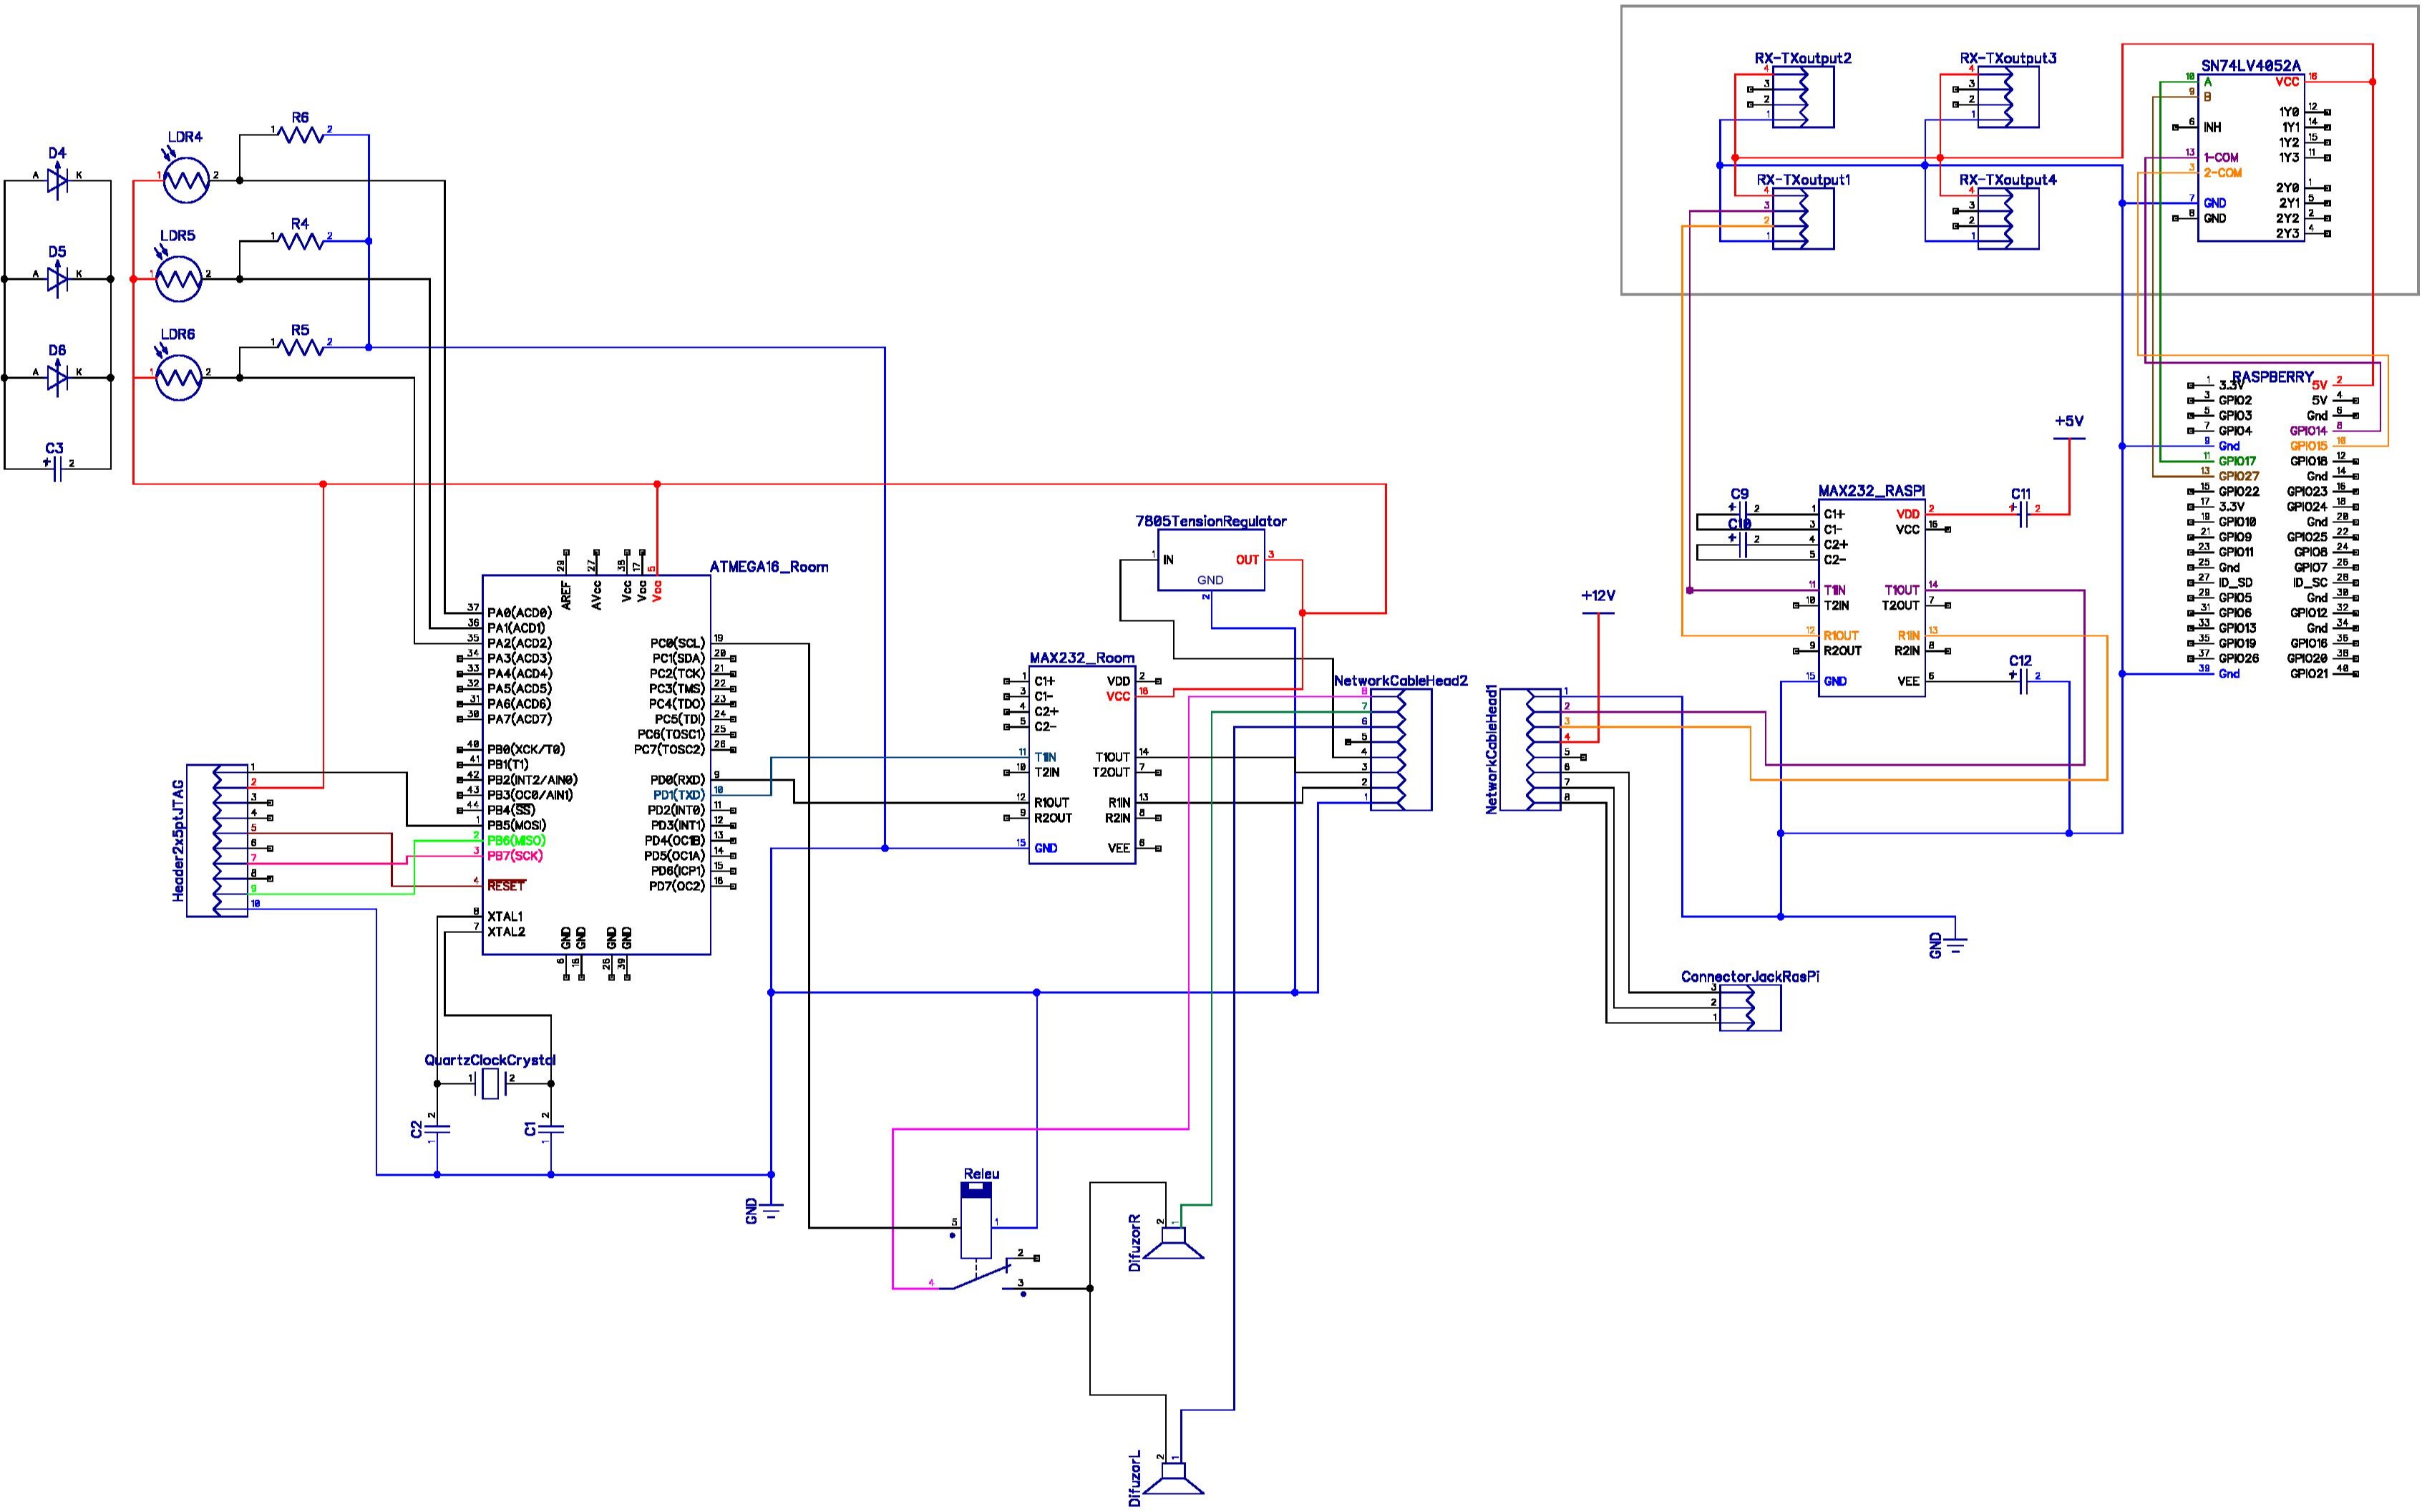 RX-TXoutput2
4
3
2
1
RX-TXoutput3
4
3
2
1
RX-TXoutput1
4
3
2
1
RX-TXoutput4
4
3
2
1
SN74LV4052A
10 A
9 B
6 INH
13 1-COM
3 2-COM
7 GND
8 GND
VCC 16
1Y0 12
1Y1 14
1Y2 15
1Y3 11
2Y0 1
2Y1 5
2Y2 2
2Y3 4
D4
A K
D5
A K
D6
A K
C3
+ 2
LDR4
1 2
LDR5
1 2
LDR6
1 2
R6
1 2
R4
1 2
R5
1 2
RASPBERRY
1 3.3V 5V 2
3 GPIO2 5V 4
5 GPIO3 Gnd 6
7 GPIO4 GPIO14 8
9 Gnd GPIO15 10
11 GPIO17 GPIO18 12
13 GPIO27 Gnd 14
15 GPIO22 GPIO23 16
17 3.3V GPIO24 18
19 GPIO10 Gnd 20
21 GPIO9 GPIO25 22
23 GPIO11 GPIO8 24
25 Gnd GPIO7 26
27 ID_SD ID_SC 28
29 GPIO5 Gnd 30
31 GPIO6 GPIO12 32
33 GPIO13 Gnd 34
35 GPIO19 GPIO16 36
37 GPIO26 GPIO20 38
39 Gnd GPIO21 40
+5V
MAX232_RASPI
C9
+ 2
C10
+ 2
C11
+ 2
C12
+ 2
1 C1+ VDD 2
3 C1- VCC 16
4 C2+
5 C2-
11 T1IN T1OUT 14
10 T2IN T2OUT 7
12 R1OUT R1IN 13
9 R2OUT R2IN 8
15 GND VEE 6
7805TensionRegulator
1 IN OUT 3
GND
2
ATMEGA16_Room
29 27 38 17 5
AREF AVcc Vcc Vcc Vcc
37 PA0(ACD0)
36 PA1(ACD1)
35 PA2(ACD2)
34 PA3(ACD3)
33 PA4(ACD4)
32 PA5(ACD5)
31 PA6(ACD6)
30 PA7(ACD7)
40 PB0(XCK/T0)
41 PB1(T1)
42 PB2(INT2/AIN0)
43 PB3(OC0/AIN1)
44 PB4(SS)
1 PB5(MOSI)
2 PB6(MISO)
3 PB7(SCK)
4 RESET
8 XTAL1
7 XTAL2
PC0(SCL) 19
PC1(SDA) 20
PC2(TCK) 21
PC3(TMS) 22
PC4(TDO) 23
PC5(TDI) 24
PC6(TOSC1) 25
PC7(TOSC2) 26
PD0(RXD) 9
PD1(TXD) 10
PD2(INT0) 11
PD3(INT1) 12
PD4(OC1B) 13
PD5(OC1A) 14
PD6(ICP1) 15
PD7(OC2) 16
GND GND GND GND
6 18 28 39
MAX232_Room
1 C1+ VDD 2
3 C1- VCC 16
4 C2+
5 C2-
11 T1IN T1OUT 14
10 T2IN T2OUT 7
12 R1OUT R1IN 13
9 R2OUT R2IN 8
15 GND VEE 6
NetworkCableHead2
8
7
6
5
4
3
2
1
+12V
NetworkCableHead1
1
2
3
4
5
6
7
8
Header2x5ptJTAG
1
2
3
4
5
6
7
8
9
10
GND
ConnectorJackRasPi
3
2
1
QuartzClockCrystal
1 2
C2
2
1
C1
2
1
GND
Releu
5 1
2
4 3
DifuzorR
2 1
DifuzorL
2 1